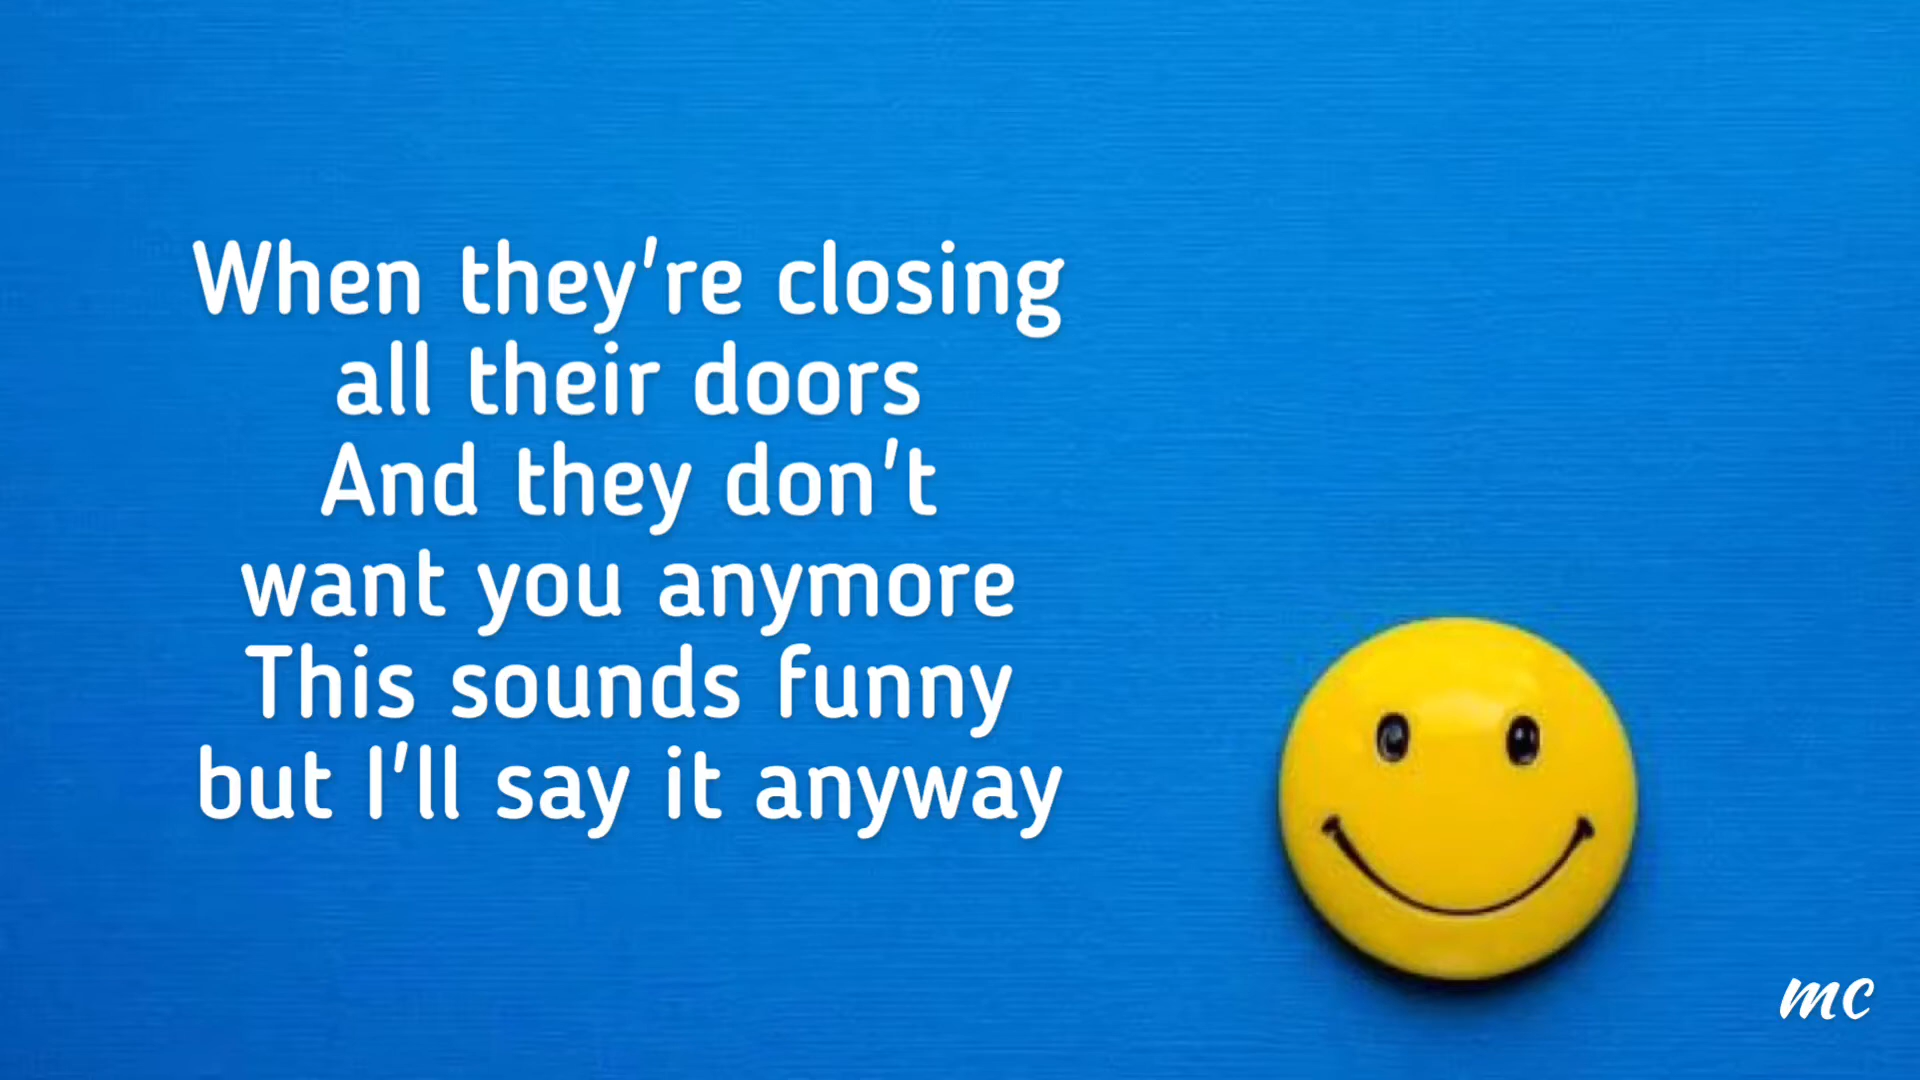 When they're closing
all their doors
And they don't
want you anymore
This sounds funny
but I'll say it anyway
mc